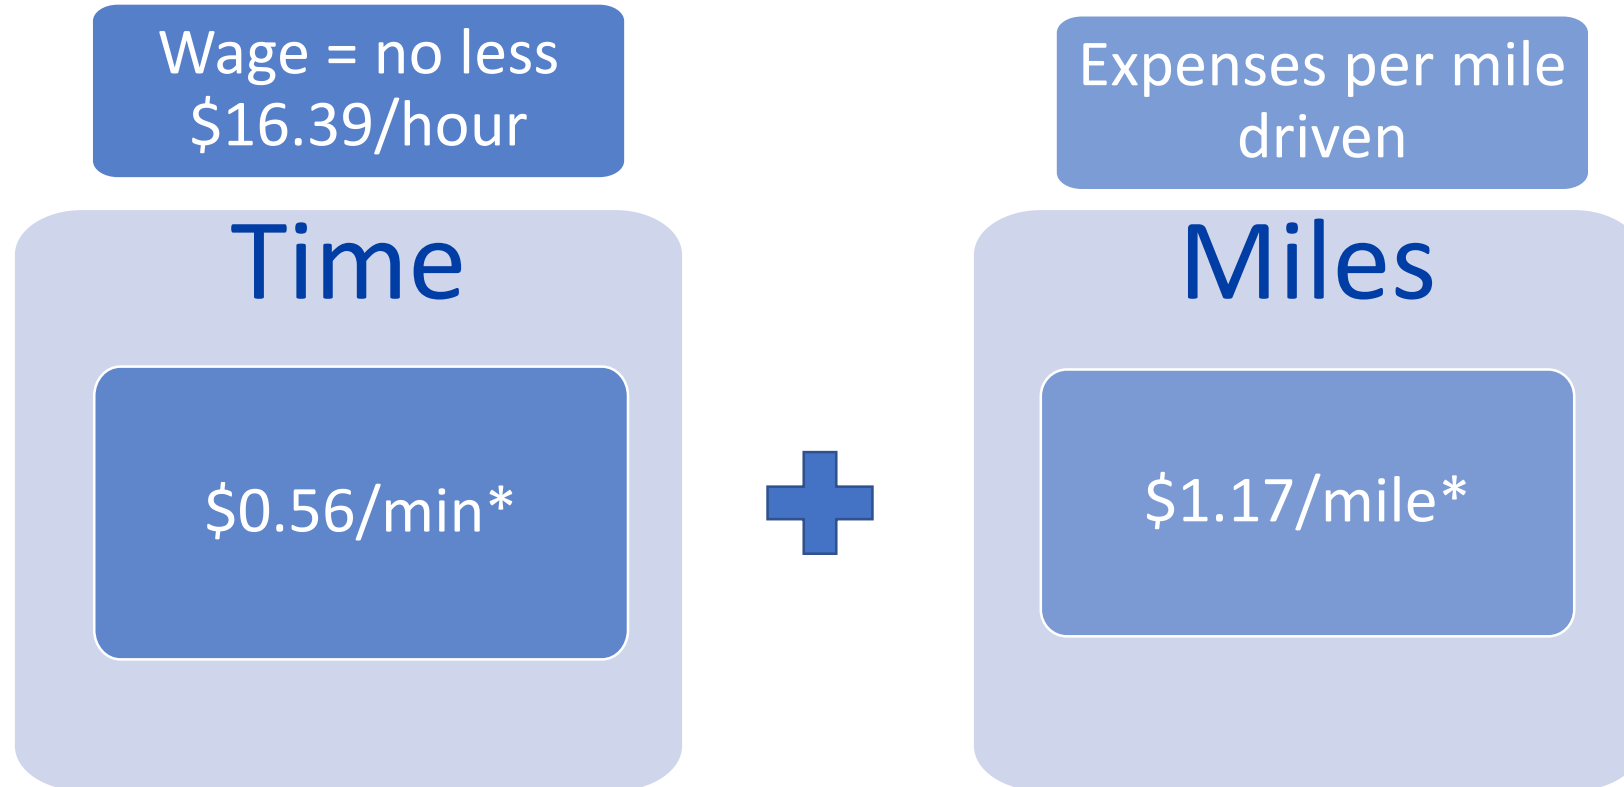 Wage = no less
$16.39/hour
Time
$0.56/min*
Expenses per mile
driven
Miles
$1.17/mile*